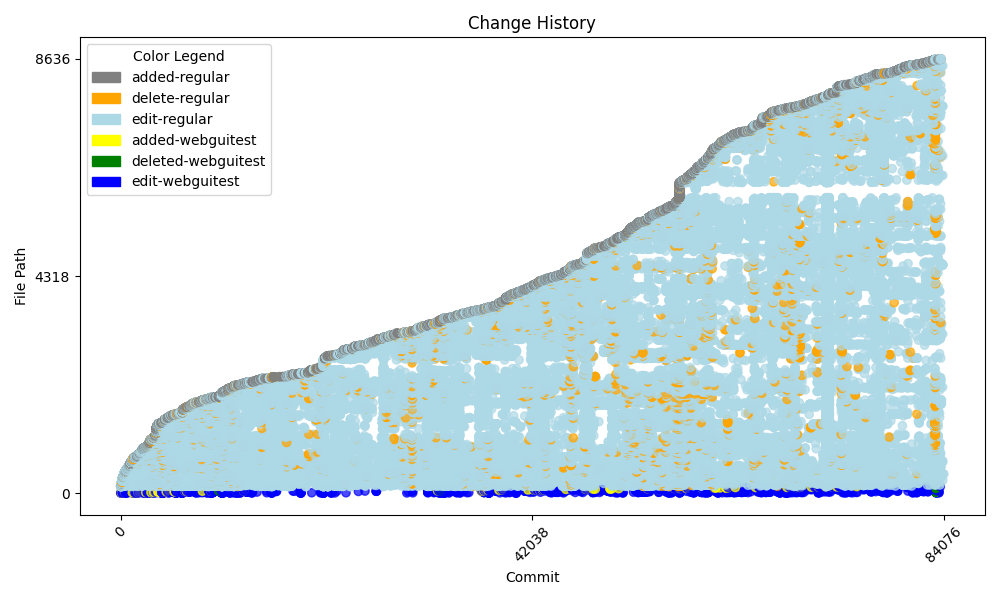 Change History
Color Legend
added-regular
delete-regular
edit-regular
added-webguitest
deleted-webguitest
edit-webguitest
File Path
8636
4318
0
0
42038
84076
Commit